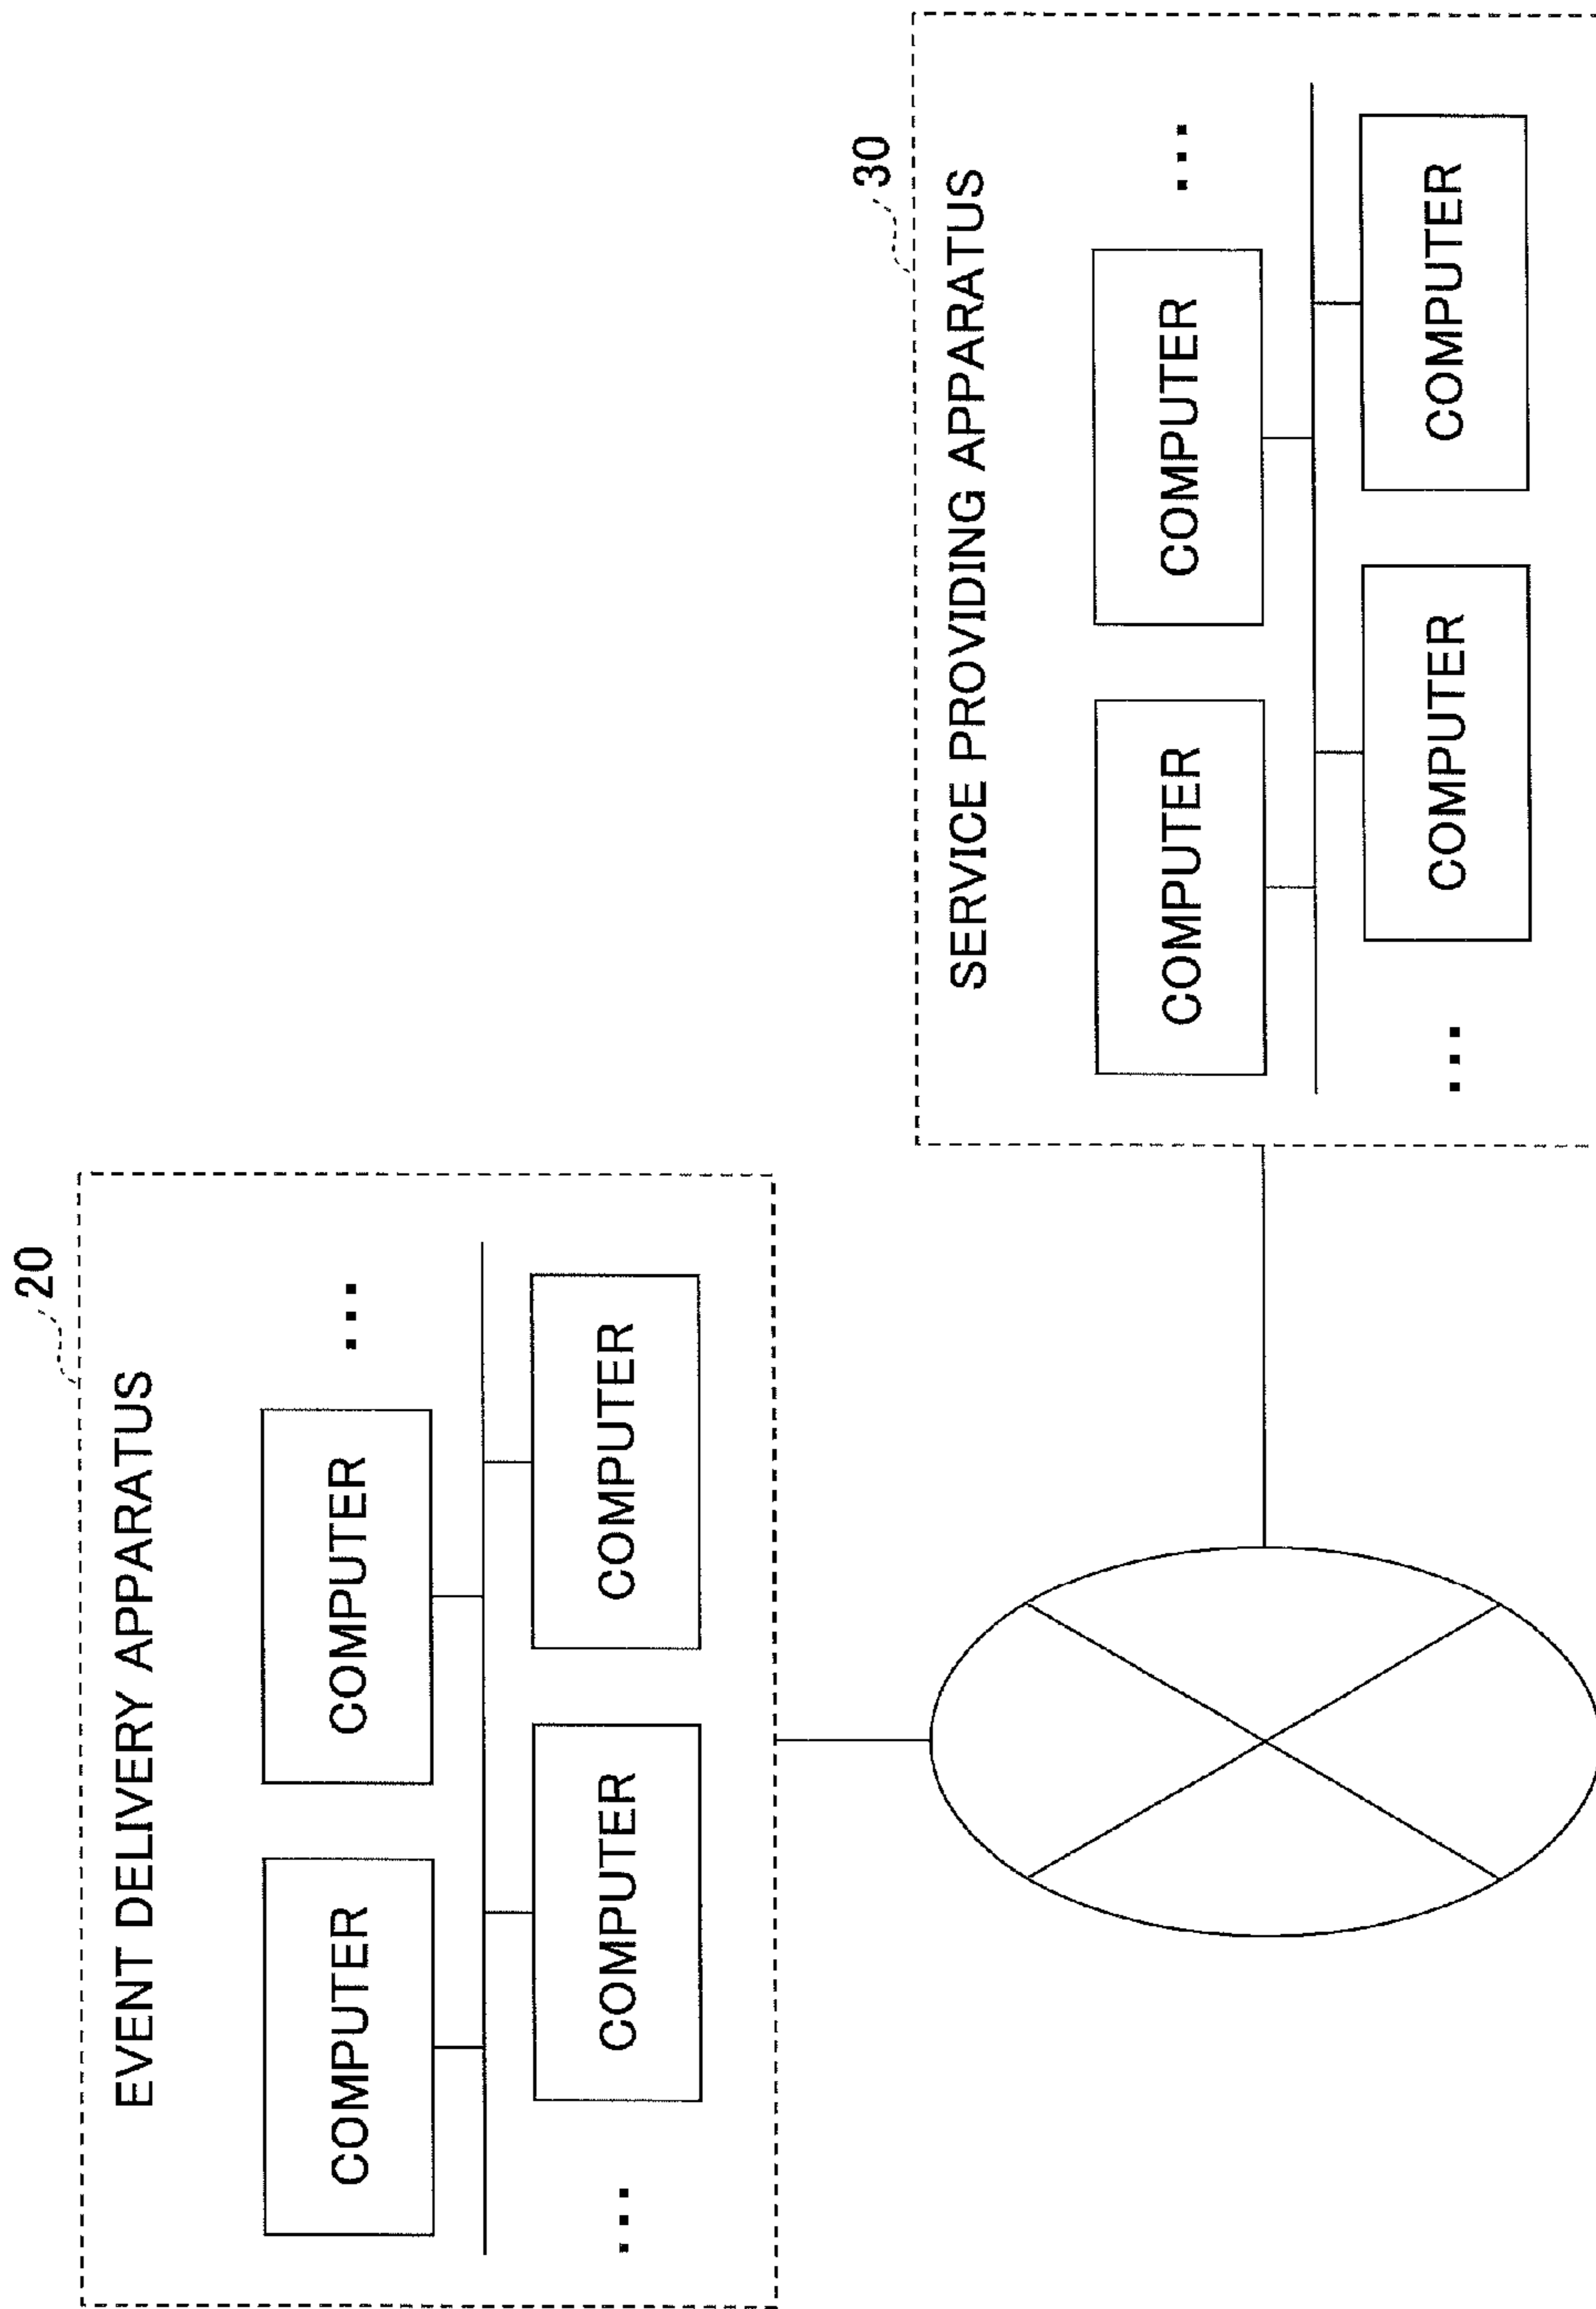 20
EVENT DELIVERY APPARATUS
COMPUTER
COMPUTER
...
...
COMPUTER
COMPUTER
30
SERVICE PROVIDING APPARATUS
COMPUTER
COMPUTER
...
...
COMPUTER
COMPUTER